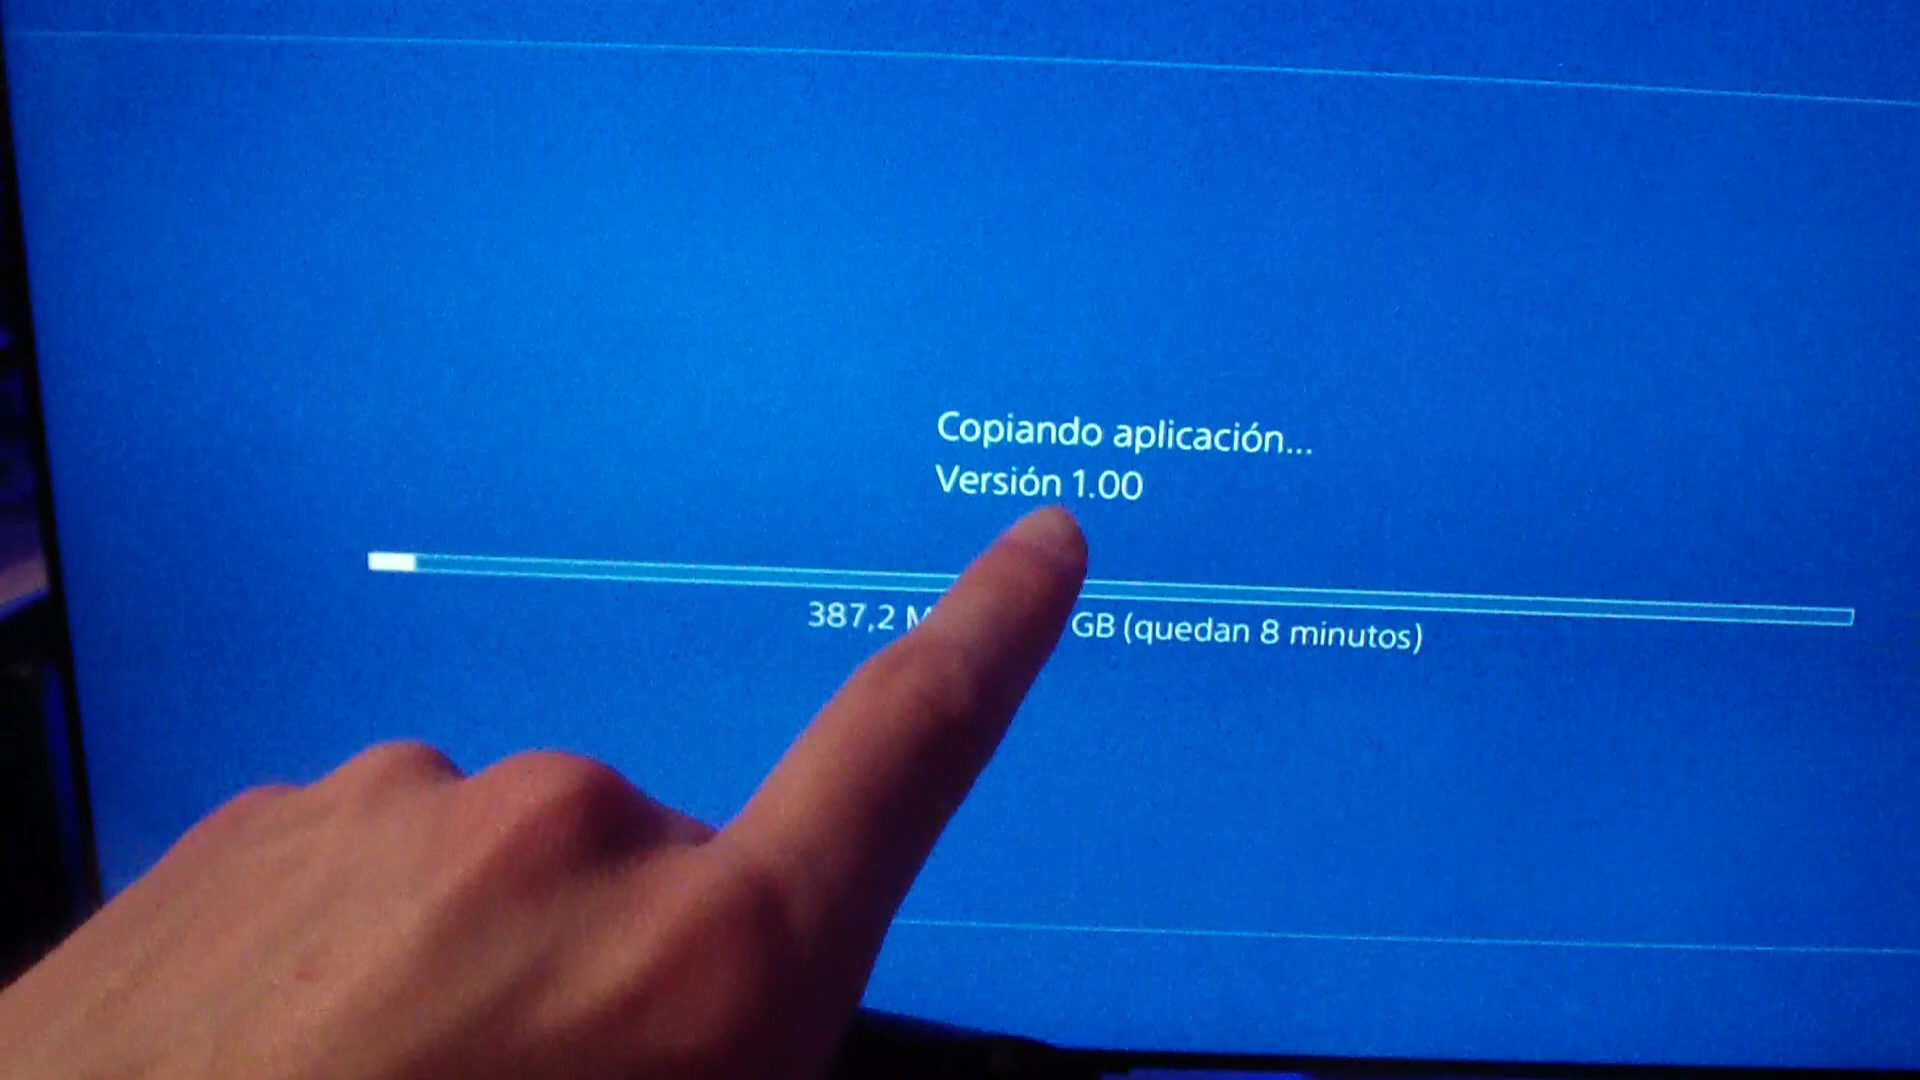 Copiando aplicación...
Versión 1.00
387,2 GB (quedan 8 minutos)